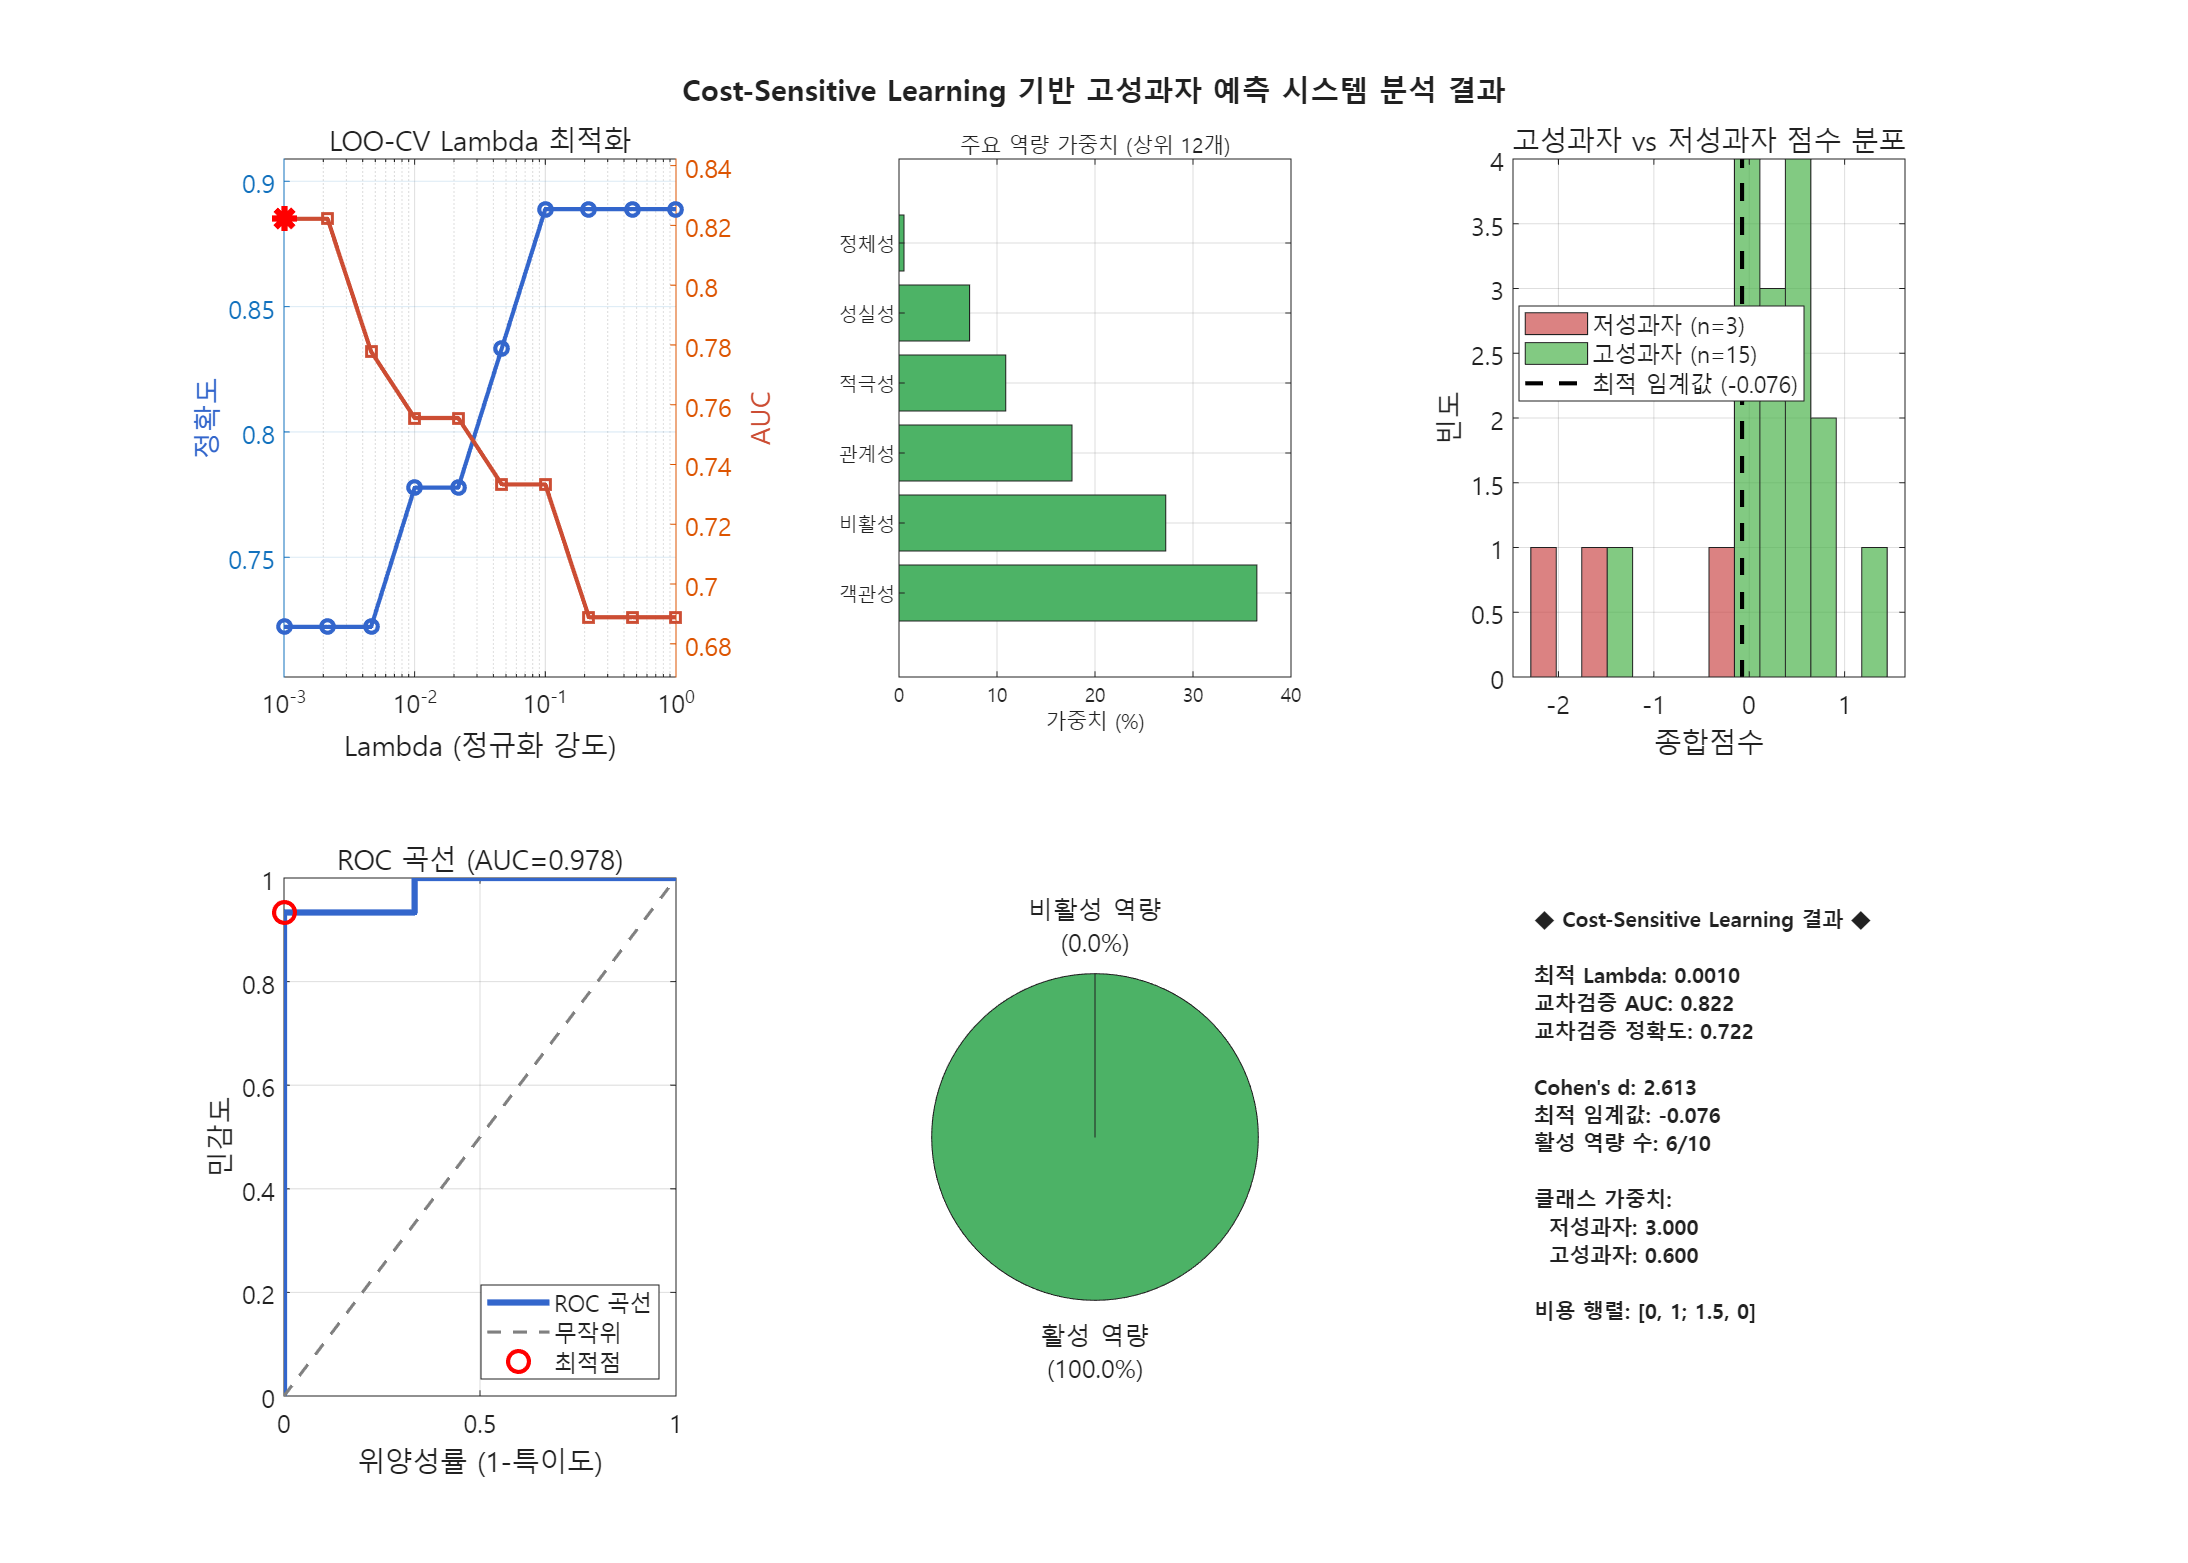 Cost-Sensitive Learning 기반 고성과자 예측 시스템 분석 결과
LOO-CV Lambda 최적화
0.9
0.85
0.8
0.75
정확도
0.84
0.82
0.8
0.78
0.76
0.74
0.72
0.7
0.68
AUC
10-3
10-2
10-1
100
Lambda (정규화 강도)
주요 역량 가중치 (상위 12개)
정체성
성실성
적극성
관계성
비활성
객관성
0
10
20
30
40
가중치 (%)
고성과자 vs 저성과자 점수 분포
4
3.5
3
2.5
2
1.5
1
0.5
0
빈도
저성과자 (n=3)
고성과자 (n=15)
최적 임계값 (-0.076)
-2
-1
0
1
종합점수
ROC 곡선 (AUC=0.978)
1
0.8
0.6
0.4
0.2
0
민감도
ROC 곡선
무작위
최적점
0
0.5
1
위양성률 (1-특이도)
비활성 역량
(0.0%)
활성 역량
(100.0%)
◆ Cost-Sensitive Learning 결과 ◆
최적 Lambda: 0.0010
교차검증 AUC: 0.822
교차검증 정확도: 0.722
Cohen's d: 2.613
최적 임계값: -0.076
활성 역량 수: 6/10
클래스 가중치:
저성과자: 3.000
고성과자: 0.600
비용 행렬: [0, 1; 1.5, 0]